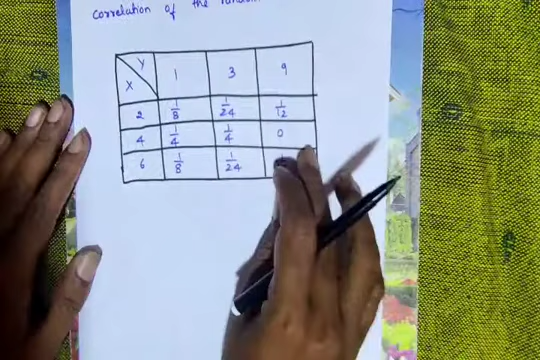 Correlation of the random
Y
X 1 3 9
2 1/8 1/24 1/12
4 1/4 1/4 0
6 1/8 1/24